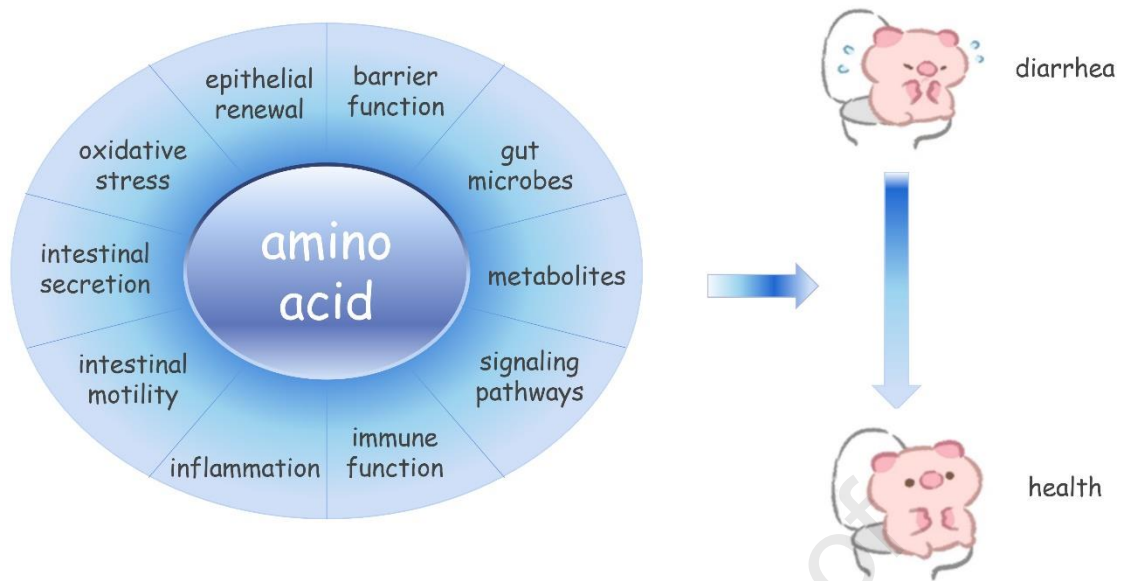 epithelial
renewal
barrier
function
oxidative
stress
gut
microbes
intestinal
secretion
amino
acid
metabolites
intestinal
motility
signaling
pathways
inflammation
immune
function
diarrhea
health
of